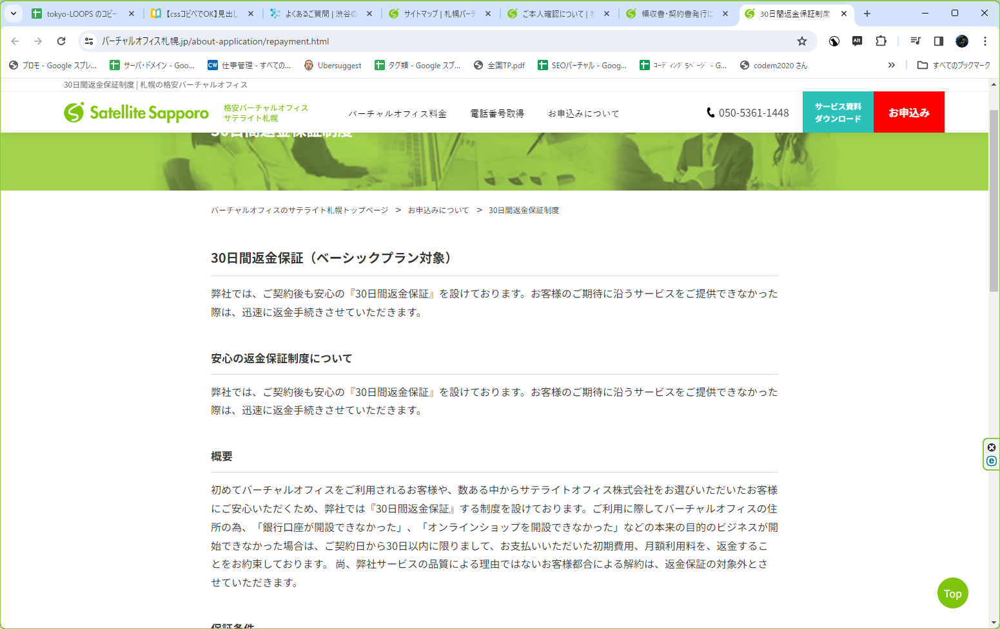 tokyo-LOOPS のコピー
【cssコピペでOK】見出し
よくあるご質問 | 渋谷の
サイトマップ | 札幌バーチ
ご本人確認について | 札
領収書・契約書発行に
30日間返金保証制度
バーチャルオフィス札幌.jp/about-application/repayment.html
プロモ - Google スプレ...
サーバ・ドメイン - Goo...
仕事管理 - すべての...
Ubersuggest
タグ類 - Google スプ...
全国TP.pdf
SEOバーチャル - Goog...
コーディング 5ページ - G...
codem2020 さん
すべてのブックマーク
30日間返金保証制度 | 札幌の格安バーチャルオフィス
Satellite Sapporo
格安バーチャルオフィス
サテライト札幌
バーチャルオフィス料金
電話番号取得
お申込みについて
050-5361-1448
サービス資料
ダウンロード
お申込み
30日間返金保証制度
バーチャルオフィスのサテライト札幌トップページ > お申込みについて > 30日間返金保証制度
30日間返金保証（ベーシックプラン対象）
弊社では、ご契約後も安心の『30日間返金保証』を設けております。お客様のご期待に沿うサービスをご提供できなかった
際は、迅速に返金手続きさせていただきます。
安心の返金保証制度について
弊社では、ご契約後も安心の『30日間返金保証』を設けております。お客様のご期待に沿うサービスをご提供できなかった
際は、迅速に返金手続きさせていただきます。
概要
初めてバーチャルオフィスをご利用されるお客様や、数ある中からサテライトオフィス株式会社をお選びいただいたお客様
にご安心いただくため、弊社では『30日間返金保証』する制度を設けております。ご利用に際してバーチャルオフィスの住
所の為、「銀行口座が開設できなかった」、「オンラインショップを開設できなかった」などの本来の目的のビジネスが開
始できなかった場合は、ご契約日から30日以内に限りまして、お支払いいただいた初期費用、月額利用料を、返金するこ
とをお約束しております。 尚、弊社サービスの品質による理由ではないお客様都合による解約は、返金保証の対象外とさ
せていただきます。
Top
保証条件